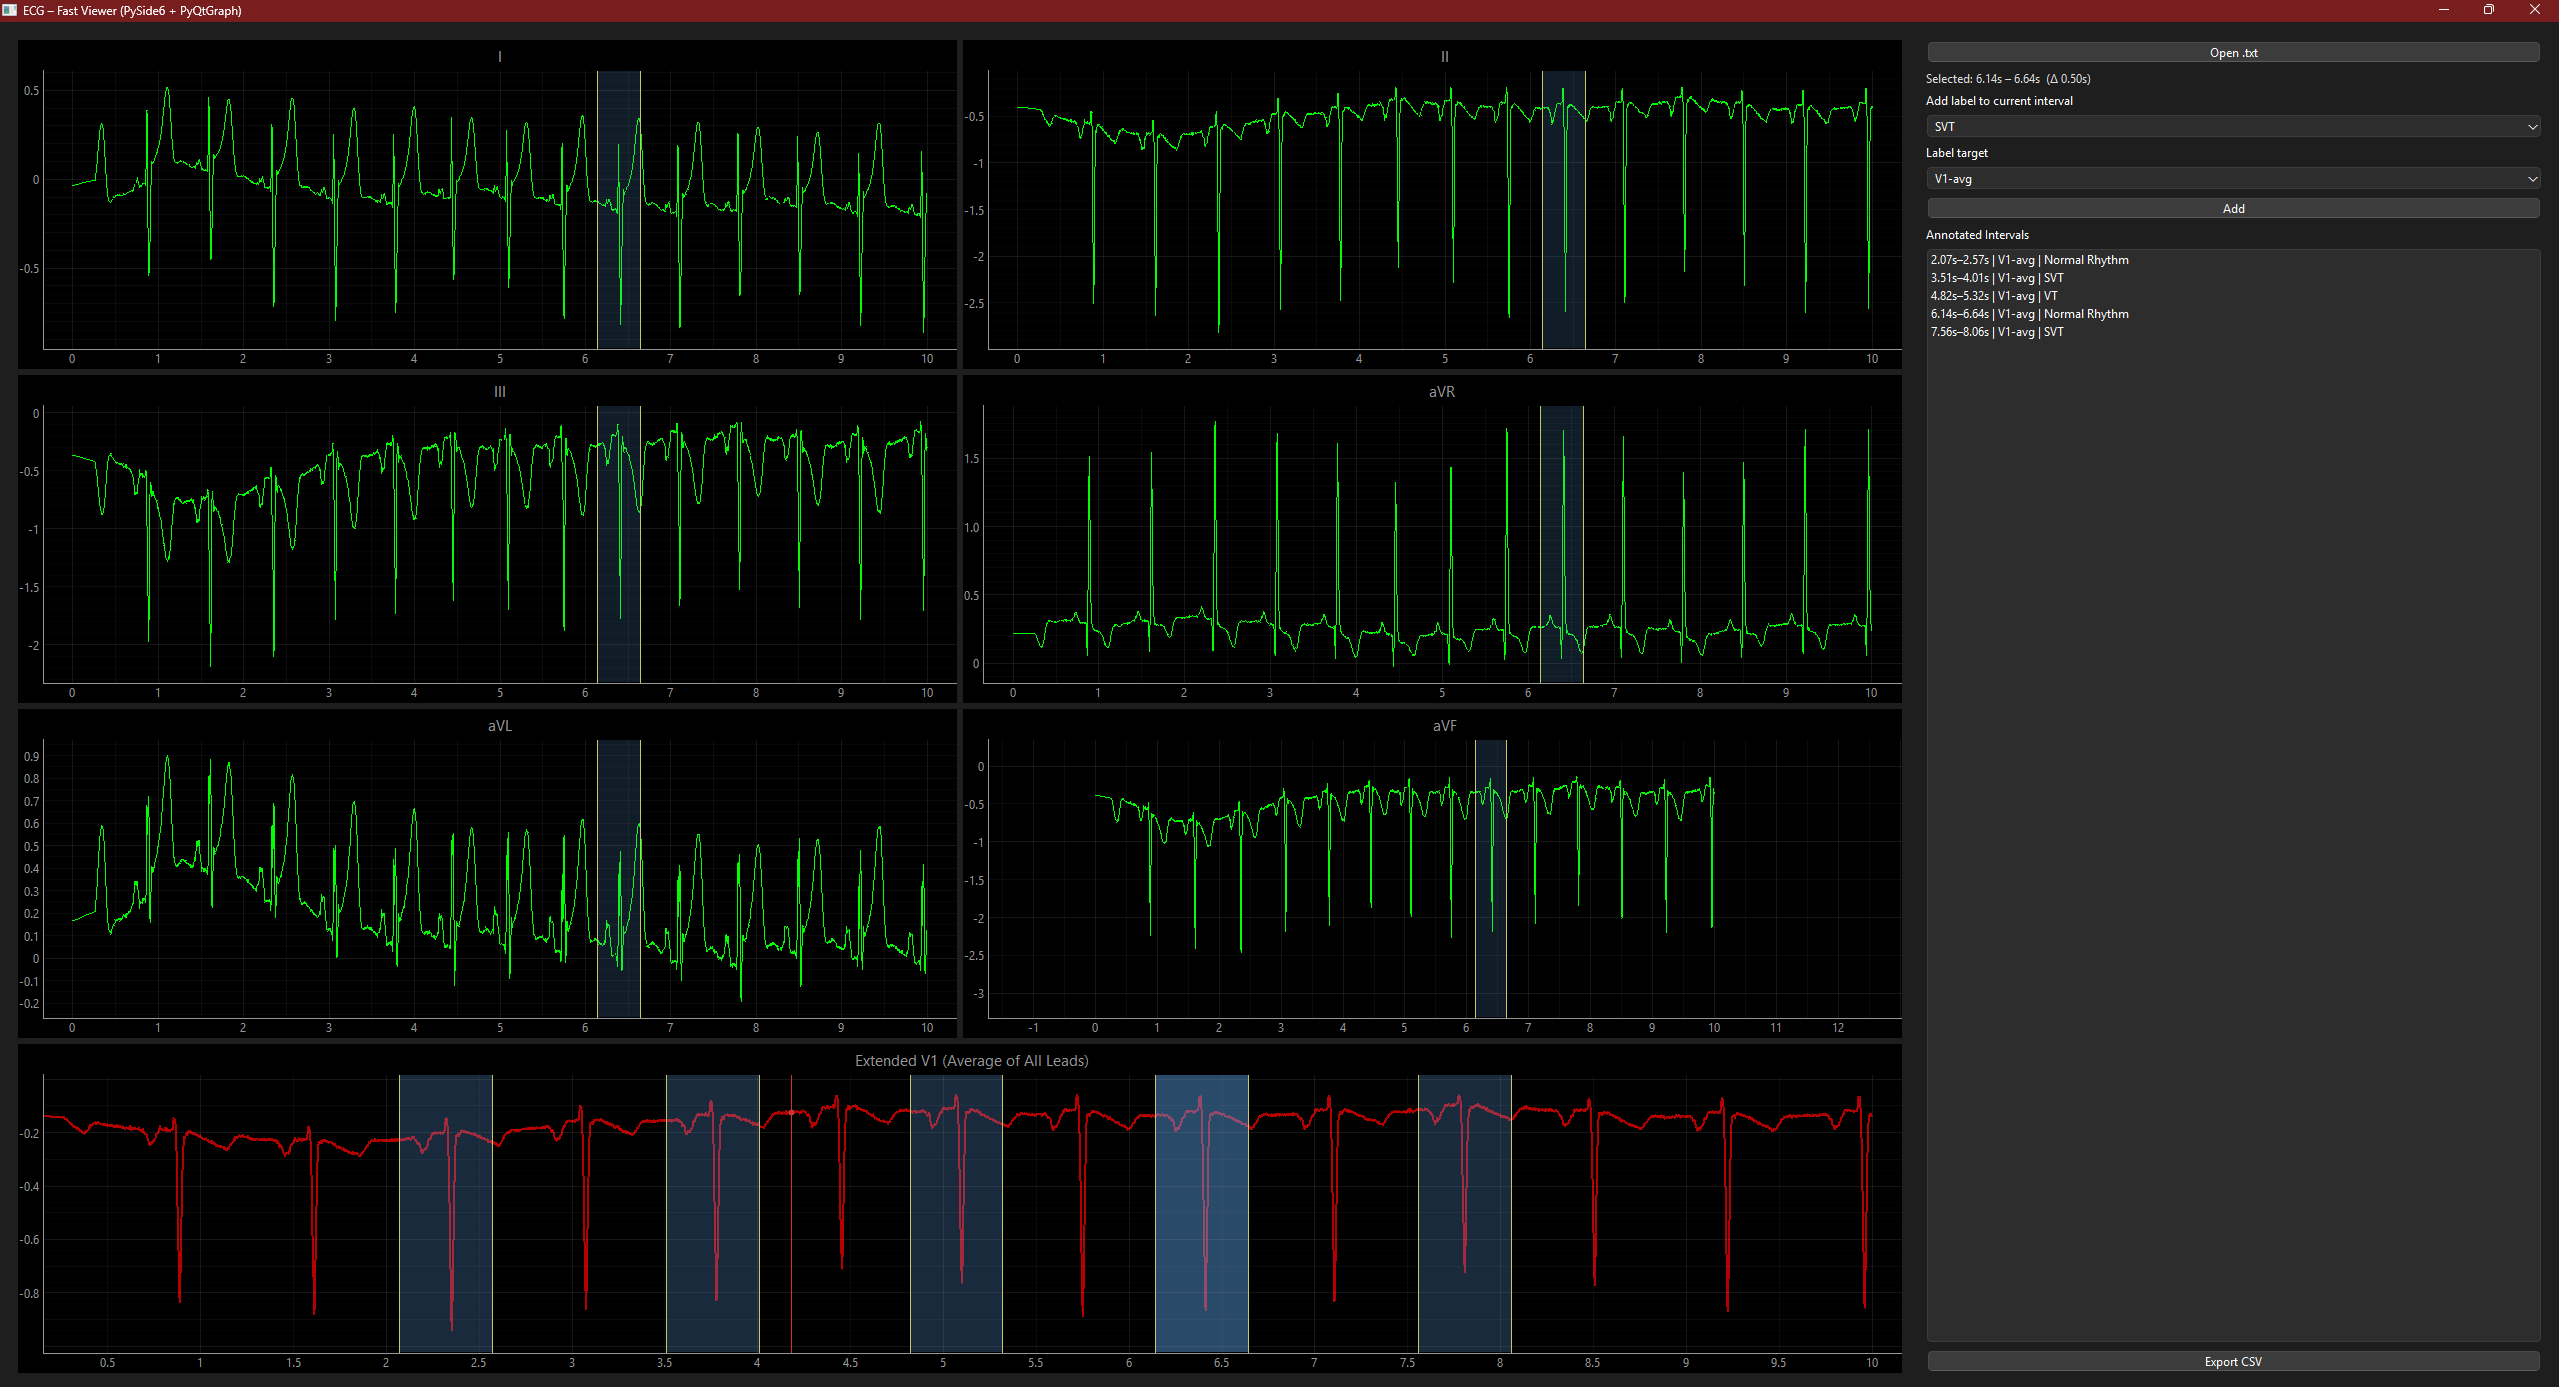 ECG – Fast Viewer (PySide6 + PyQtGraph)
I
0.5
0
-0.5
0 1 2 3 4 5 6 7 8 9 10
II
-0.5
-1
-1.5
-2
-2.5
0 1 2 3 4 5 6 7 8 9 10
III
0
-0.5
-1
-1.5
-2
0 1 2 3 4 5 6 7 8 9 10
aVR
1.5
1.0
0.5
0
0 1 2 3 4 5 6 7 8 9 10
aVL
0.9
0.8
0.7
0.6
0.5
0.4
0.3
0.2
0.1
0
-0.1
-0.2
0 1 2 3 4 5 6 7 8 9 10
aVF
0
-0.5
-1
-1.5
-2
-2.5
-3
-1 0 1 2 3 4 5 6 7 8 9 10 11 12
Extended V1 (Average of All Leads)
-0.2
-0.4
-0.6
-0.8
0.5 1 1.5 2 2.5 3 3.5 4 4.5 5 5.5 6 6.5 7 7.5 8 8.5 9 9.5 10
Open .txt
Selected: 6.14s – 6.64s (Δ 0.50s)
Add label to current interval
SVT
Label target
V1-avg
Add
Annotated Intervals
2.07s–2.57s | V1-avg | Normal Rhythm
3.51s–4.01s | V1-avg | SVT
4.82s–5.32s | V1-avg | VT
6.14s–6.64s | V1-avg | Normal Rhythm
7.56s–8.06s | V1-avg | SVT
Export CSV